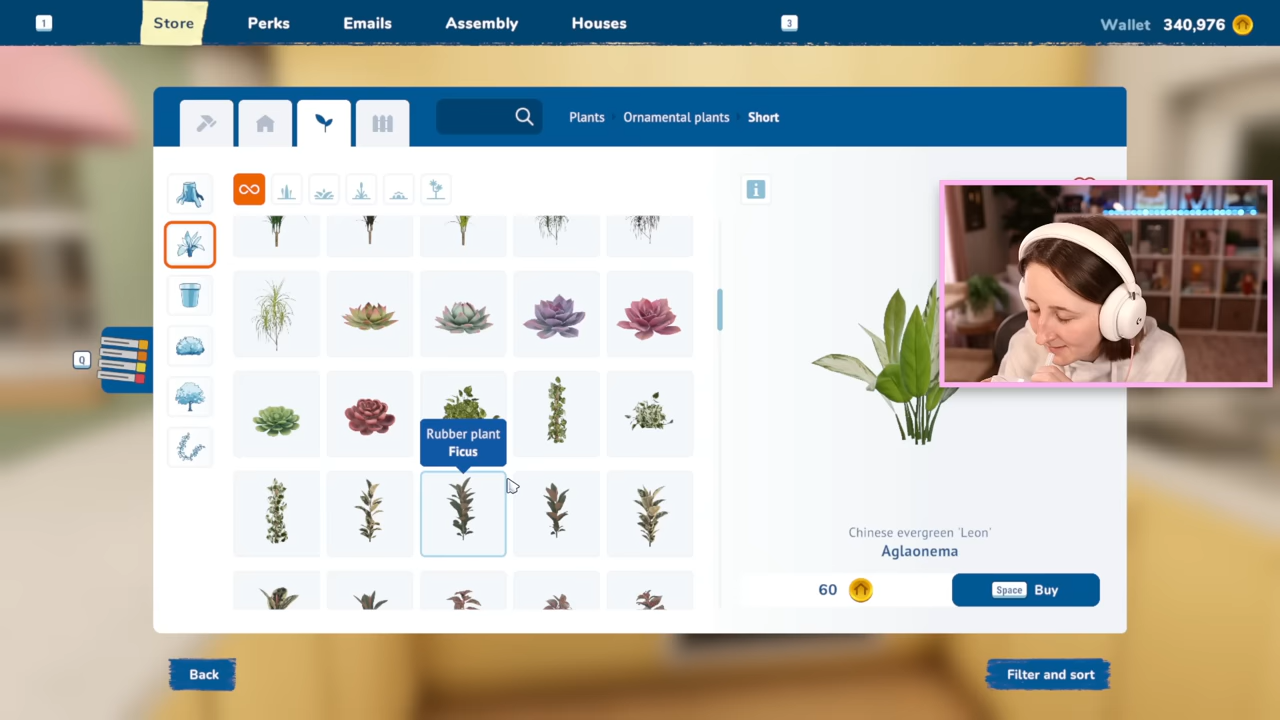 1
Store
Perks
Emails
Assembly
Houses
3
Wallet 340,976
Plants
Ornamental plants
Short
Q
Rubber plant
Ficus
Chinese evergreen 'Leon'
Aglaonema
60
Space Buy
Back
Filter and sort